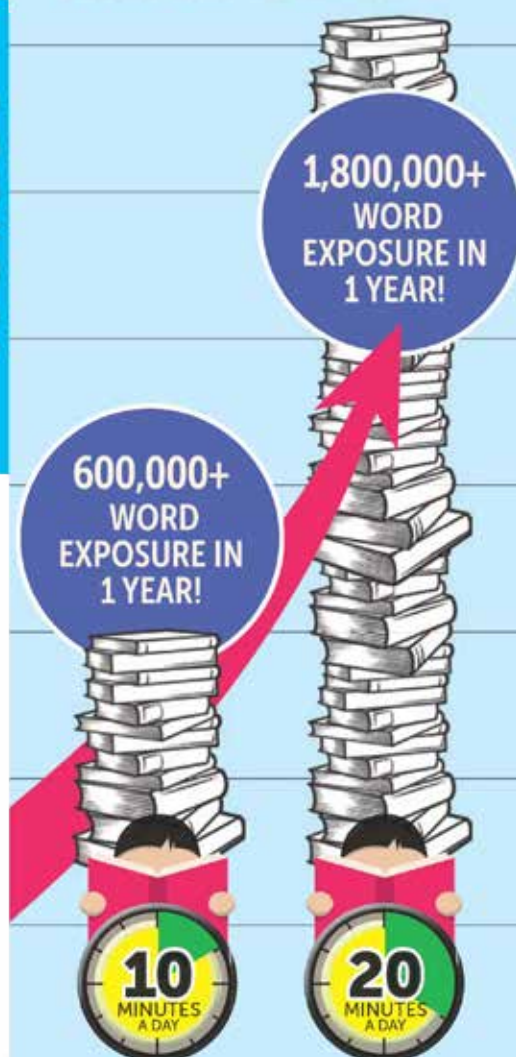 1,800,000+
WORD
EXPOSURE IN
1 YEAR!
600,000+
WORD
EXPOSURE IN
1 YEAR!
10
MINUTES
A DAY
20
MINUTES
A DAY